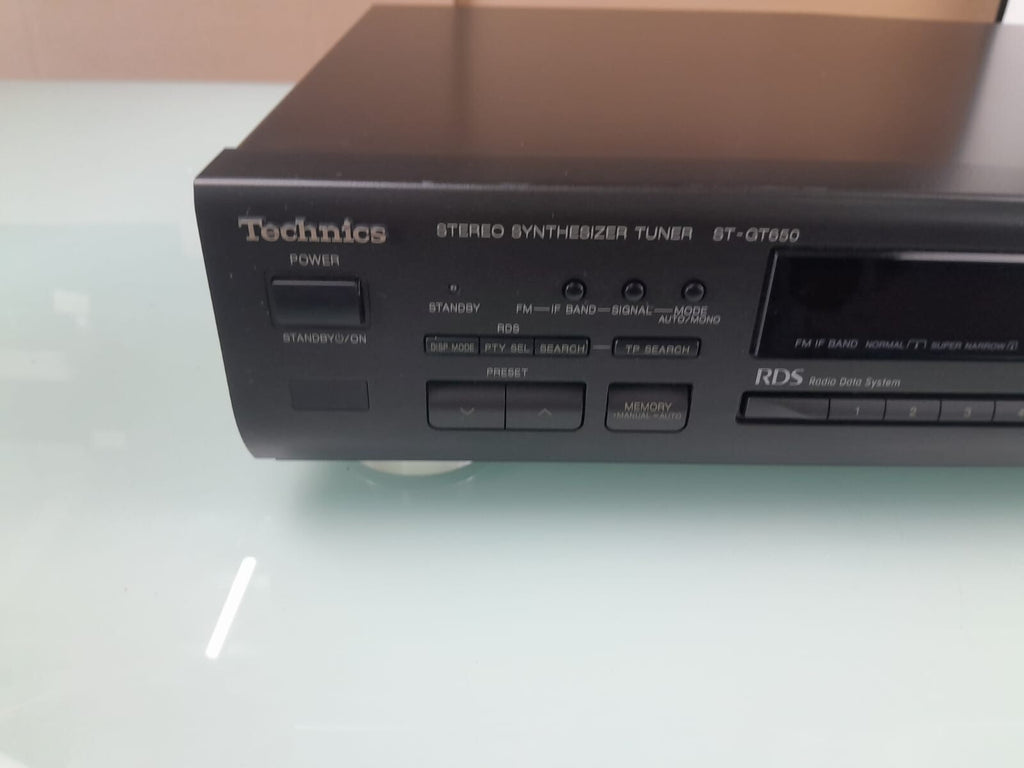 Technics
STEREO SYNTHESIZER TUNER ST-GT650
POWER
STANDBY⏻/ON
STANDBY
FM IF BAND SIGNAL MODE
AUTO/MONO
RDS
DISP MODE PTY SEL SEARCH TP SEARCH
PRESET
MEMORY
MANUAL AUTO
FM IF BAND NORMAL SUPER NARROW
RDS Radio Data System
1 2 3 4